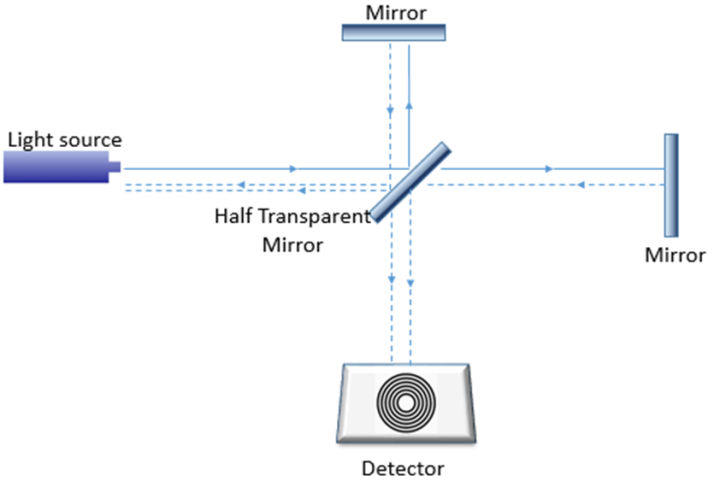 Mirror
Light source
Half Transparent
Mirror
Mirror
Detector